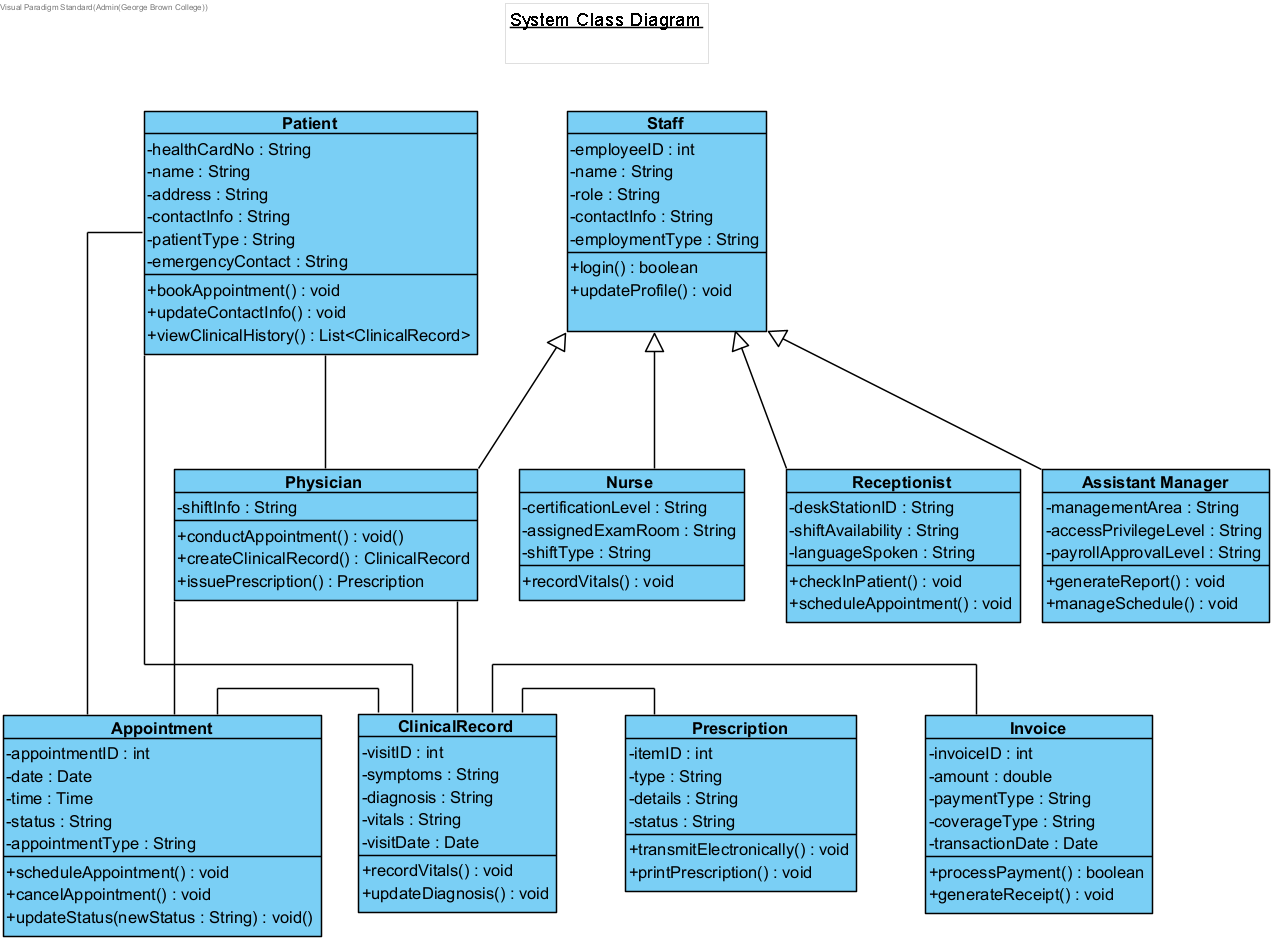 Visual Paradigm Standard(Admin(George Brown College))
System Class Diagram
Patient
-healthCardNo : String
-name : String
-address : String
-contactInfo : String
-patientType : String
-emergencyContact : String
+bookAppointment() : void
+updateContactInfo() : void
+viewClinicalHistory() : List<ClinicalRecord>
Staff
-employeeID : int
-name : String
-role : String
-contactInfo : String
-employmentType : String
+login() : boolean
+updateProfile() : void
Physician
-shiftInfo : String
+conductAppointment() : void()
+createClinicalRecord() : ClinicalRecord
+issuePrescription() : Prescription
Nurse
-certificationLevel : String
-assignedExamRoom : String
-shiftType : String
+recordVitals() : void
Receptionist
-deskStationID : String
-shiftAvailability : String
-languageSpoken : String
+checkInPatient() : void
+scheduleAppointment() : void
Assistant Manager
-managementArea : String
-accessPrivilegeLevel : String
-payrollApprovalLevel : String
+generateReport() : void
+manageSchedule() : void
Appointment
-appointmentID : int
-date : Date
-time : Time
-status : String
-appointmentType : String
+scheduleAppointment() : void
+cancelAppointment() : void
+updateStatus(newStatus : String) : void()
ClinicalRecord
-visitID : int
-symptoms : String
-diagnosis : String
-vitals : String
-visitDate : Date
+recordVitals() : void
+updateDiagnosis() : void
Prescription
-itemID : int
-type : String
-details : String
-status : String
+transmitElectronically() : void
+printPrescription() : void
Invoice
-invoiceID : int
-amount : double
-paymentType : String
-coverageType : String
-transactionDate : Date
+processPayment() : boolean
+generateReceipt() : void